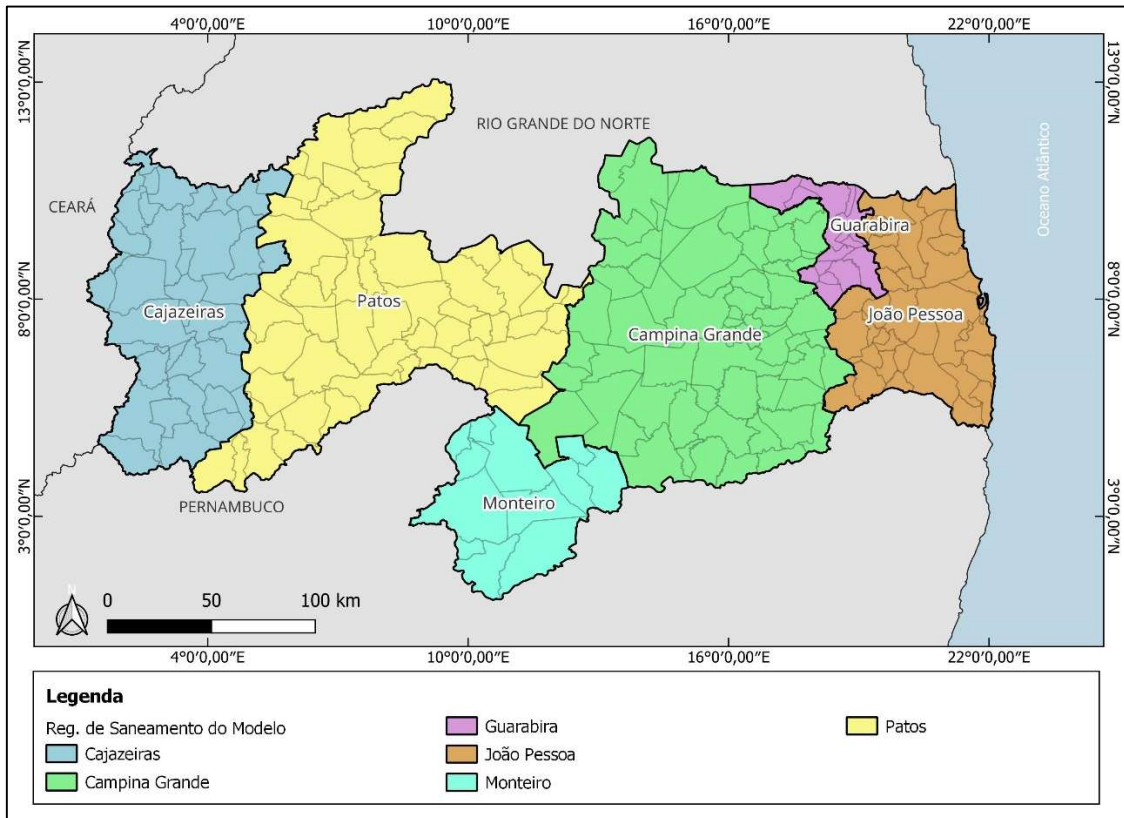 4°0'0,00"E 10°0'0,00"E 16°0'0,00"E 22°0'0,00"E
13°0'0,00"N 13°0'0,00"N
RIO GRANDE DO NORTE
Oceano Atlântico
CEARÁ
Guarabira
8°0'0,00"N 8°0'0,00"N
Patos
Cajazeiras
João Pessoa
Campina Grande
Monteiro
PERNAMBUCO
3°0'0,00"N 3°0'0,00"N
N
0 50 100 km
4°0'0,00"E 10°0'0,00"E 16°0'0,00"E 22°0'0,00"E
Legenda
Reg. de Saneamento do Modelo
Cajazeiras
Campina Grande
Guarabira
João Pessoa
Monteiro
Patos